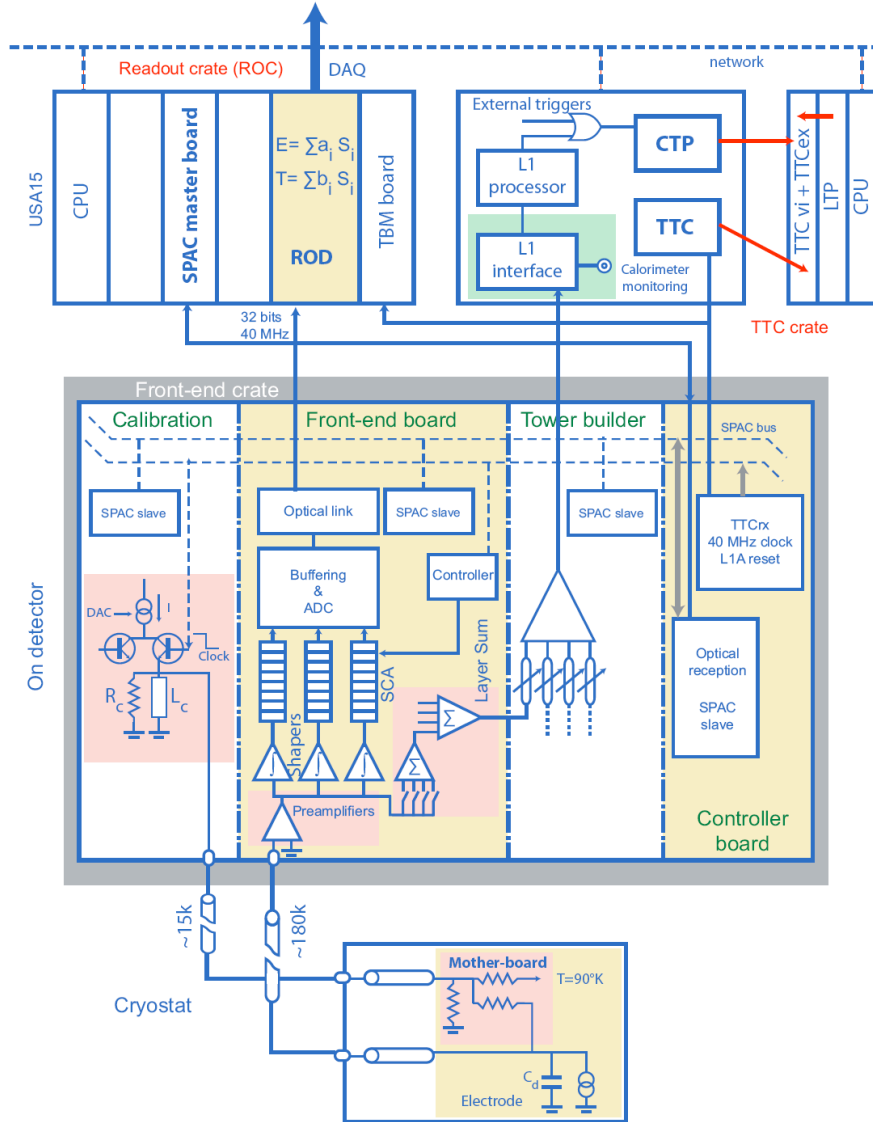 Readout crate (ROC)
DAQ
network
USA15
CPU
SPAC master board
E= ∑a_i S_i
T= ∑b_i S_i
ROD
TBM board
External triggers
CTP
L1
processor
TTC
L1
interface
Calorimeter
monitoring
TTC vi + TTCex
LTP
CPU
TTC crate
32 bits
40 MHz
Front-end crate
Calibration
Front-end board
Tower builder
SPAC bus
SPAC slave
Optical link
SPAC slave
SPAC slave
TTCrx
40 MHz clock
L1A reset
Buffering
&
ADC
Controller
On detector
DAC
I
Clock
R_c
L_c
SCA
Layer Sum
Shapers
∫
∫
∫
∑
∑
Optical
reception
SPAC
slave
Preamplifiers
Controller
board
~15k
~180k
Cryostat
Mother-board
T=90°K
C_d
Electrode